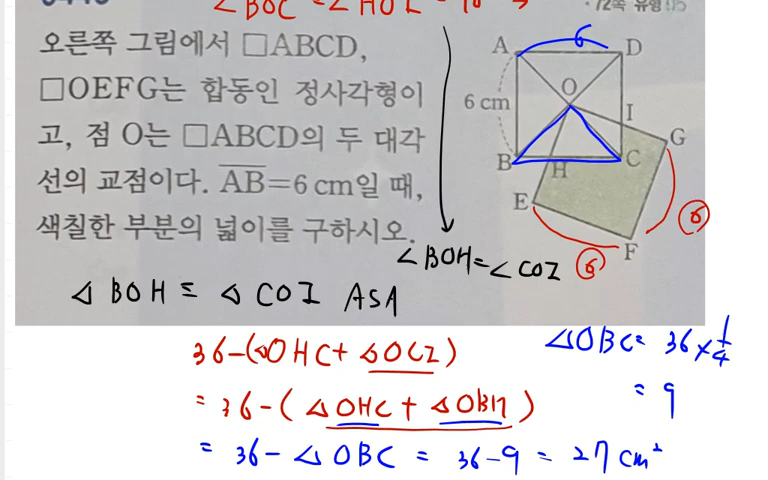 ∠BOC = ∠HOI = 90
72쪽 유형
오른쪽 그림에서 □ABCD,
□OEFG는 합동인 정사각형이
고, 점 O는 □ABCD의 두 대각
선의 교점이다. AB=6 cm일 때,
색칠한 부분의 넓이를 구하시오.
A 6 D
O
6 cm I
G
B H C
E
6
6
F
∠BOH=∠COI
△BOH ≡ △COI ASA
36-(△OHC+ △OCI)
= 36-(△OHC + △OBH)
= 36-△OBC = 36-9 = 27 cm²
△OBC= 36×1/4
= 9